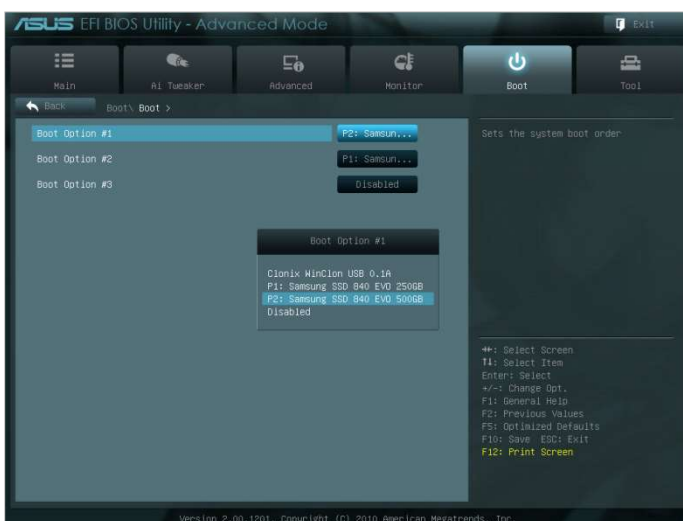 ASUS EFI BIOS Utility - Advanced Mode
Exit
Main
Ai Tweaker
Advanced
Monitor
Boot
Tool
Back
Boot\ Boot >
Boot Option #1
P2: Samsun...
Boot Option #2
P1: Samsun...
Boot Option #3
Disabled
Sets the system boot order
Boot Option #1
Clonix WinClon USB 0.1A
P1: Samsung SSD 840 EVO 250GB
P2: Samsung SSD 840 EVO 500GB
Disabled
→←: Select Screen
↑↓: Select Item
Enter: Select
+/-: Change Opt.
F1: General Help
F2: Previous Values
F5: Optimized Defaults
F10: Save ESC: Exit
F12: Print Screen
Version 2.00.1201. Copyright (C) 2010 American Megatrends, Inc.